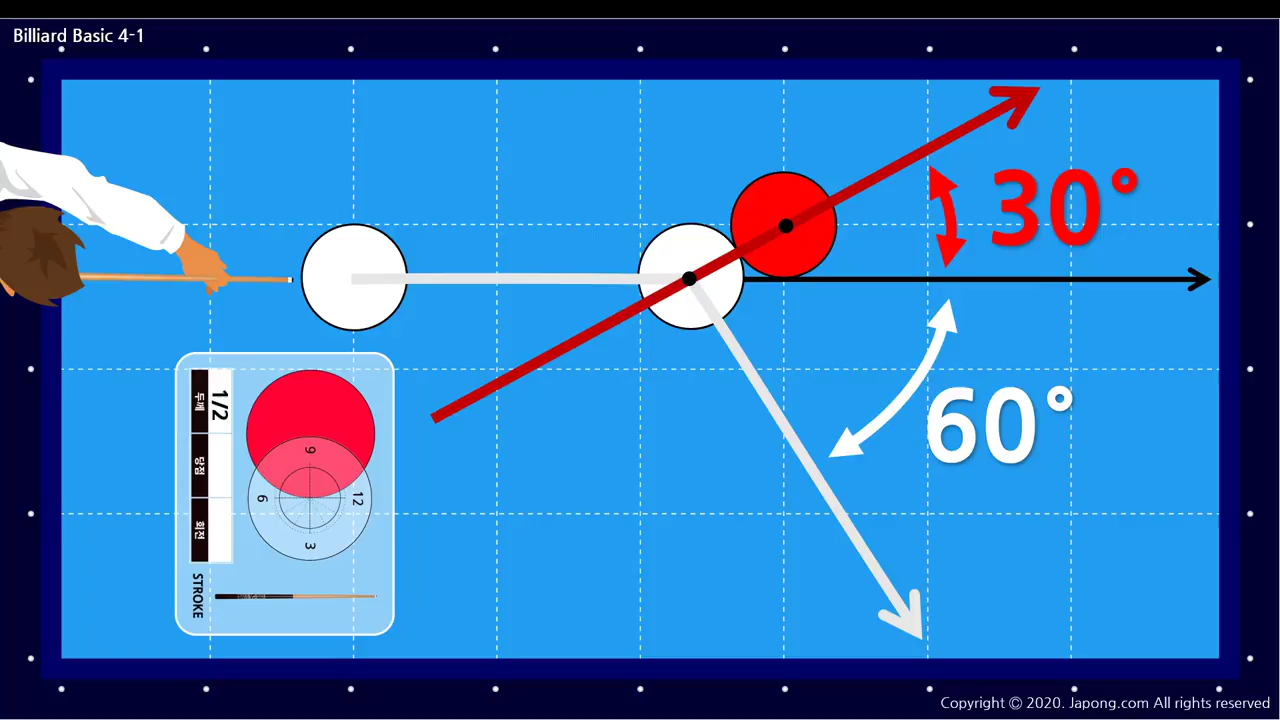 Billiard Basic 4-1
30°
60°
1/2
두께
당점
회전
9
6
12
3
STROKE
Copyright © 2020. Japong.com All rights reserved